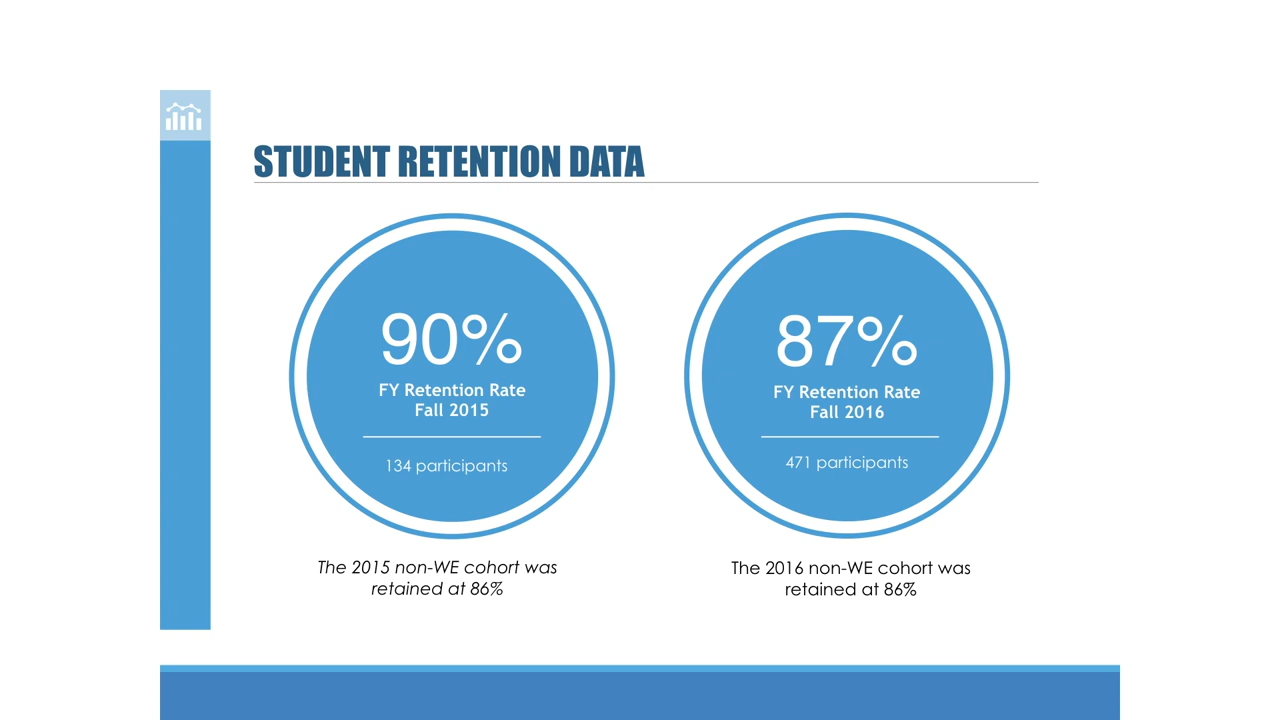 STUDENT RETENTION DATA
90%
FY Retention Rate
Fall 2015
134 participants
The 2015 non-WE cohort was
retained at 86%
87%
FY Retention Rate
Fall 2016
471 participants
The 2016 non-WE cohort was
retained at 86%